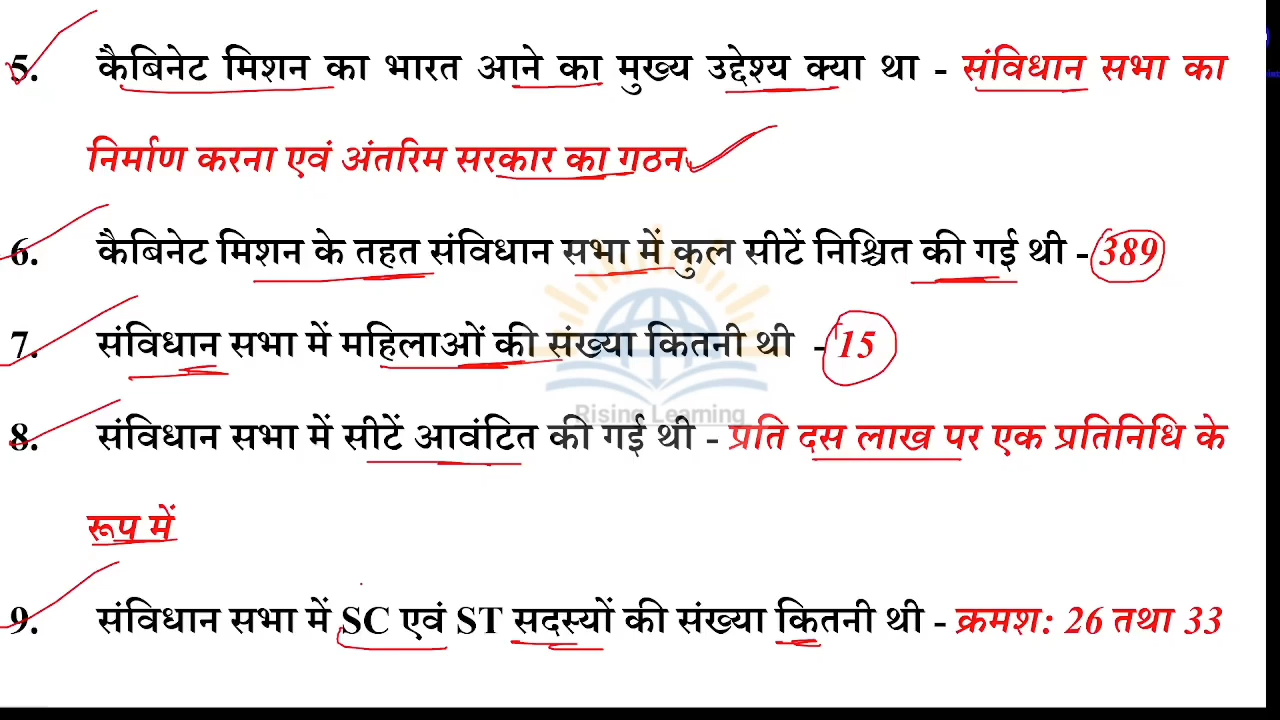 5. कैबिनेट मिशन का भारत आने का मुख्य उद्देश्य क्या था - संविधान सभा का
निर्माण करना एवं अंतरिम सरकार का गठन
6. कैबिनेट मिशन के तहत संविधान सभा में कुल सीटें निश्चित की गई थी - 389
7. संविधान सभा में महिलाओं की संख्या कितनी थी - 15
Rising Learning
8. संविधान सभा में सीटें आवंटित की गई थी - प्रति दस लाख पर एक प्रतिनिधि के
रूप में
9. संविधान सभा में SC एवं ST सदस्यों की संख्या कितनी थी - क्रमश: 26 तथा 33